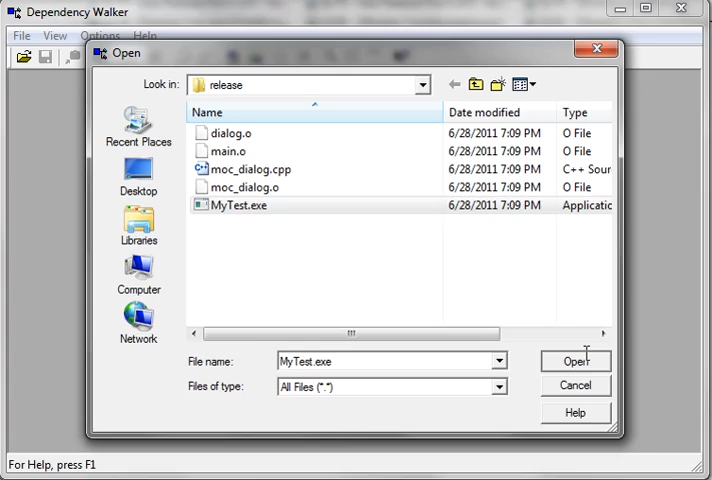 Dependency Walker
File View Options Help
Open
Look in: release
Name Date modified Type
dialog.o 6/28/2011 7:09 PM O File
main.o 6/28/2011 7:09 PM O File
moc_dialog.cpp 6/28/2011 7:09 PM C++ Sour
moc_dialog.o 6/28/2011 7:09 PM O File
MyTest.exe 6/28/2011 7:09 PM Applicatic
Recent Places
Desktop
Libraries
Computer
Network
File name: MyTest.exe Open
Files of type: All Files (*.*) Cancel
Help
For Help, press F1